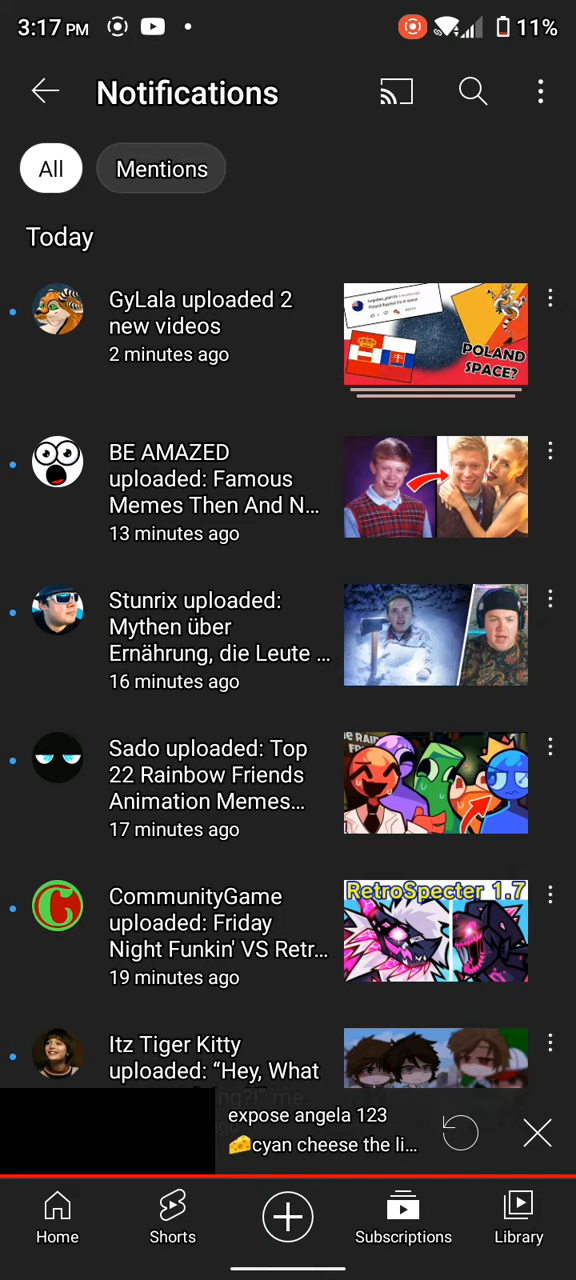 3:17 PM
11%
Notifications
All
Mentions
Today
GyLala uploaded 2
new videos
2 minutes ago
POLAND
SPACE?
BE AMAZED
uploaded: Famous
Memes Then And N...
13 minutes ago
Stunrix uploaded:
Mythen über
Ernährung, die Leute ...
16 minutes ago
Sado uploaded: Top
22 Rainbow Friends
Animation Memes...
17 minutes ago
CommunityGame
uploaded: Friday
Night Funkin' VS Retr...
19 minutes ago
RetroSpecter 1.7
Itz Tiger Kitty
uploaded: “Hey, What
expose angela 123
🧀cyan cheese the li...
Home
Shorts
Subscriptions
Library